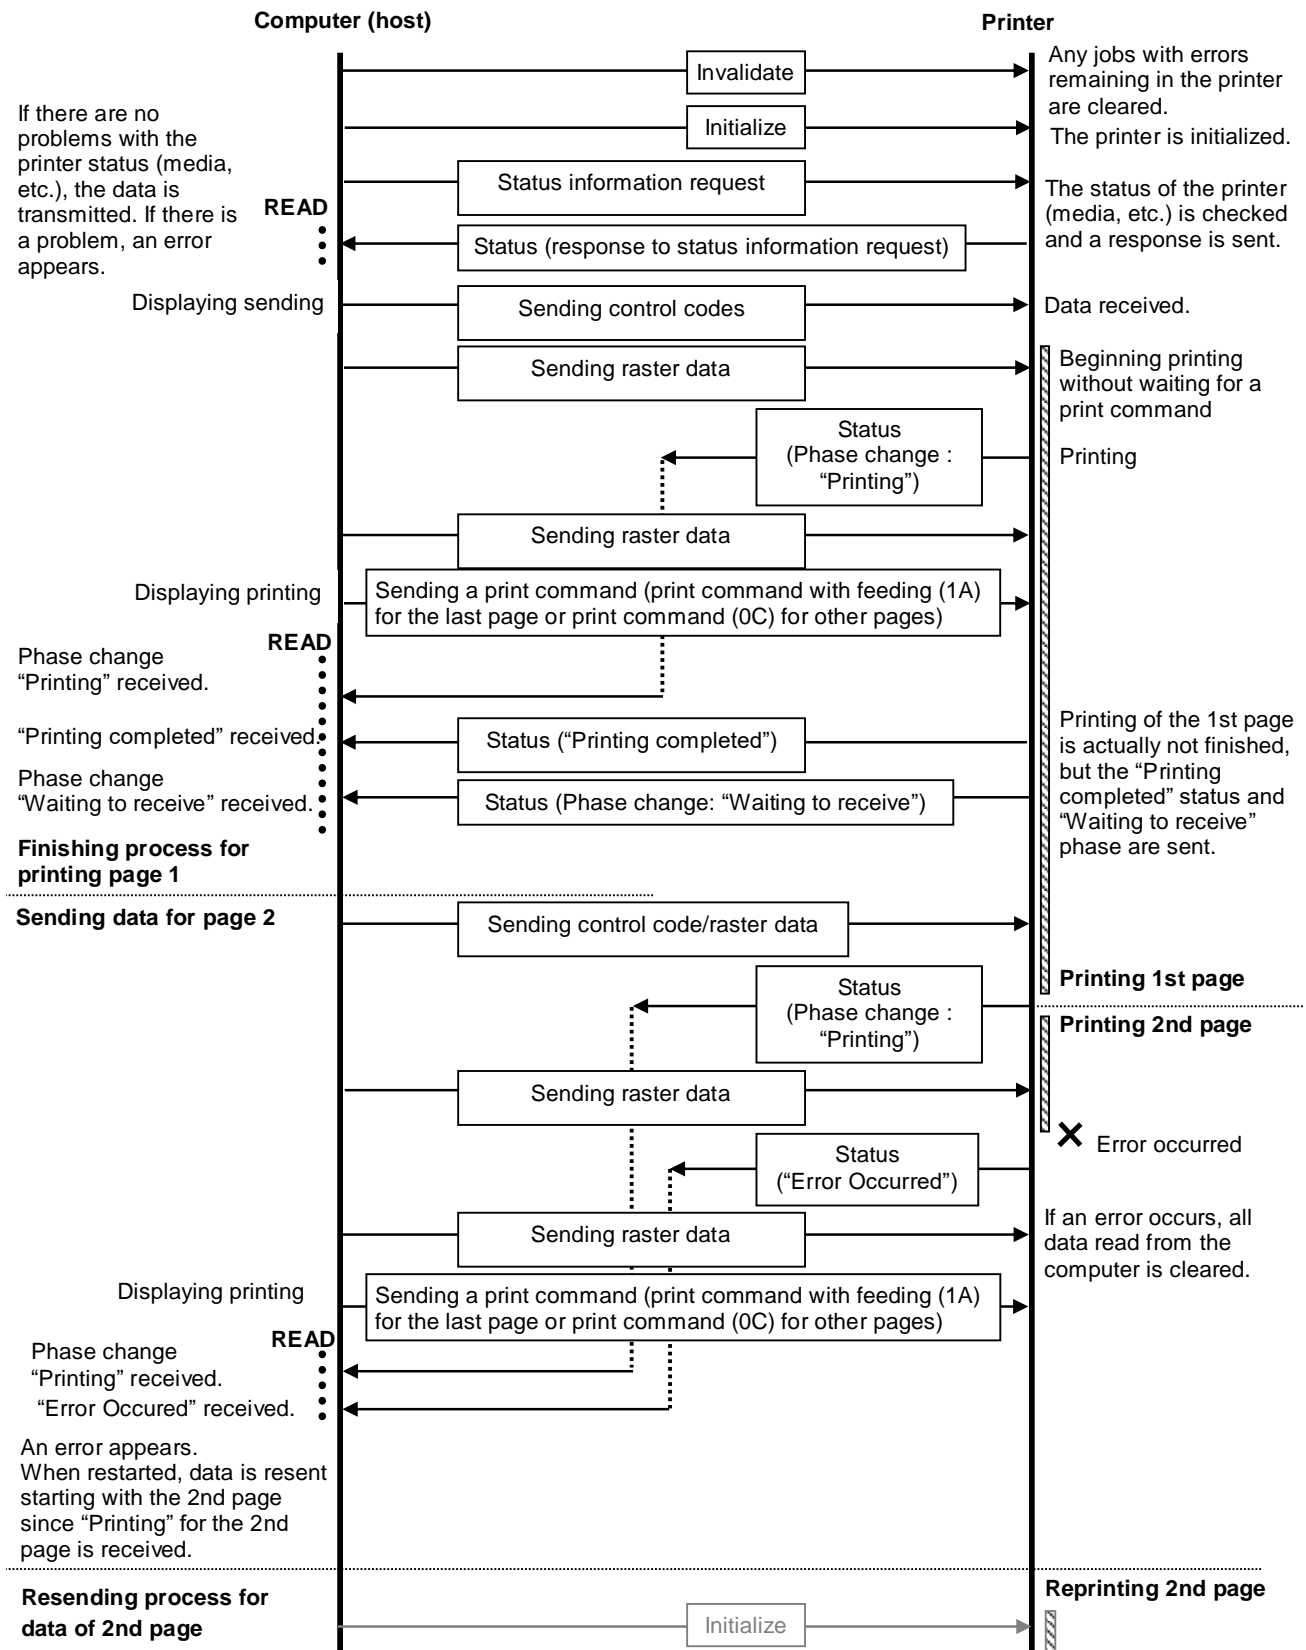 Computer (host)
Printer
Invalidate
Any jobs with errors
remaining in the printer
are cleared.
If there are no
problems with the
printer status (media,
etc.), the data is
transmitted. If there is
a problem, an error
appears.
Initialize
The printer is initialized.
Status information request
READ
The status of the printer
(media, etc.) is checked
and a response is sent.
Status (response to status information request)
Displaying sending
Sending control codes
Data received.
Sending raster data
Beginning printing
without waiting for a
print command
Status
(Phase change :
“Printing”)
Printing
Sending raster data
Displaying printing
Sending a print command (print command with feeding (1A)
for the last page or print command (0C) for other pages)
READ
Phase change
“Printing” received.
“Printing completed” received.
Status (“Printing completed”)
Printing of the 1st page
is actually not finished,
but the “Printing
completed” status and
“Waiting to receive”
phase are sent.
Phase change
“Waiting to receive” received.
Status (Phase change: “Waiting to receive”)
Finishing process for
printing page 1
Sending data for page 2
Sending control code/raster data
Printing 1st page
Status
(Phase change :
“Printing”)
Printing 2nd page
Sending raster data
Error occurred
Status
(“Error Occurred”)
Sending raster data
If an error occurs, all
data read from the
computer is cleared.
Displaying printing
Sending a print command (print command with feeding (1A)
for the last page or print command (0C) for other pages)
READ
Phase change
“Printing” received.
“Error Occured” received.
An error appears.
When restarted, data is resent
starting with the 2nd page
since “Printing” for the 2nd
page is received.
Resending process for
data of 2nd page
Reprinting 2nd page
Initialize